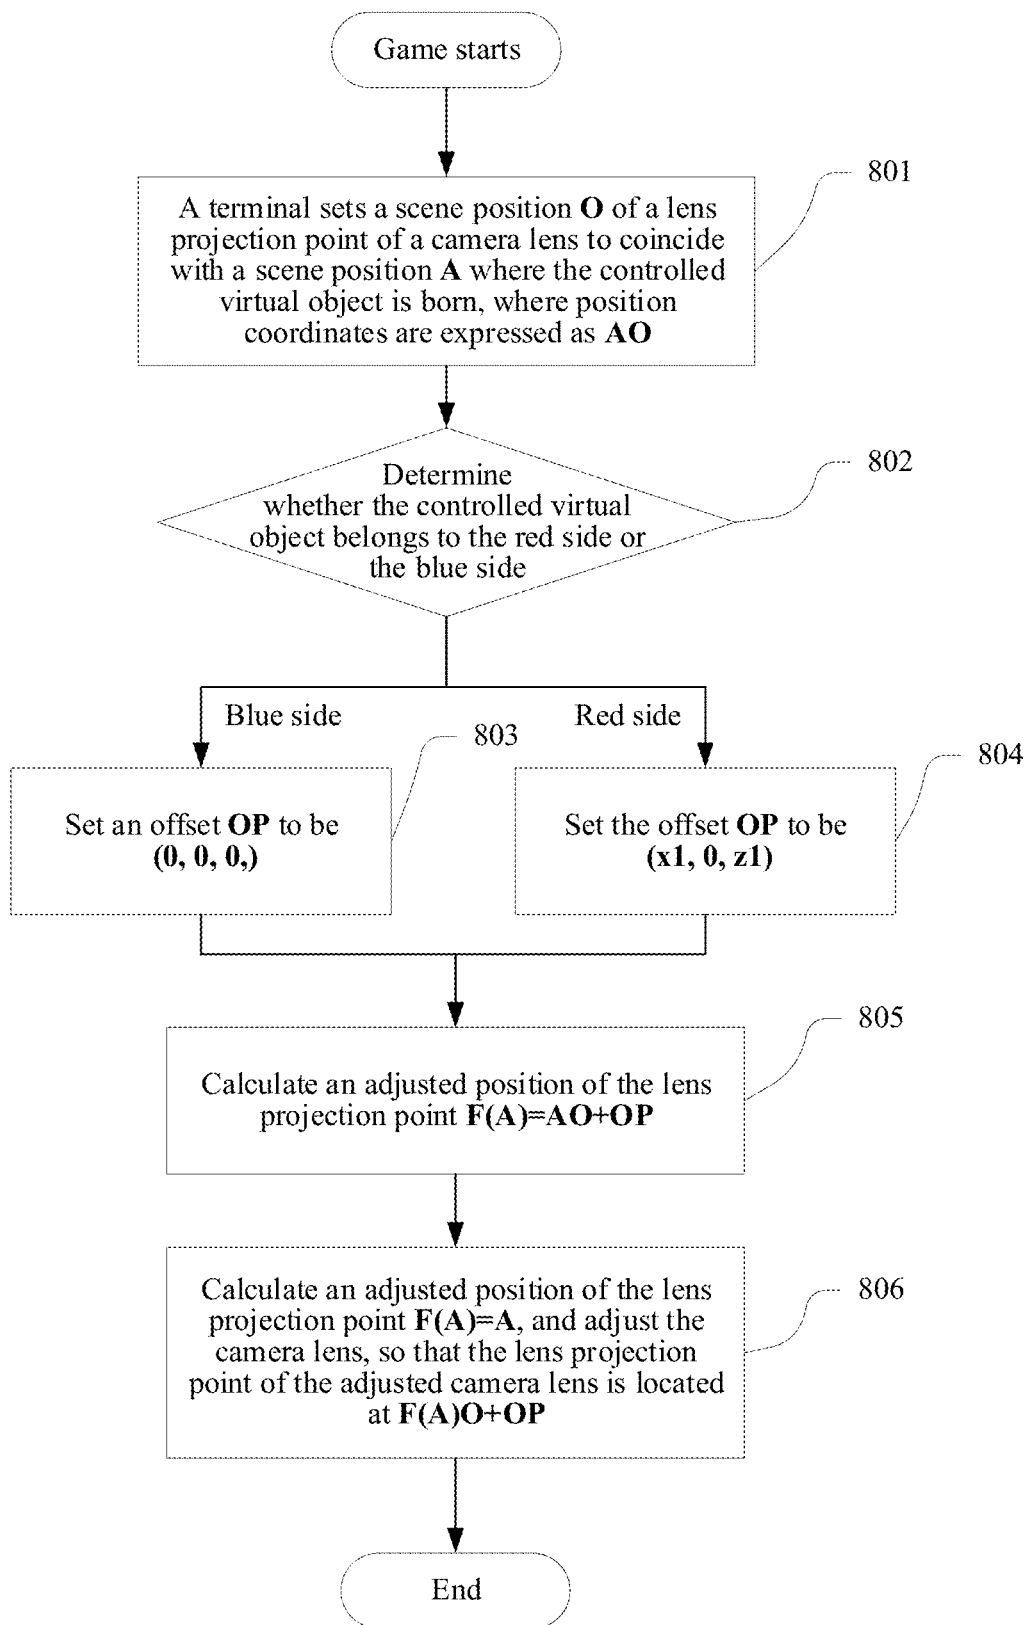 Game starts
801
A terminal sets a scene position O of a lens
projection point of a camera lens to coincide
with a scene position A where the controlled
virtual object is born, where position
coordinates are expressed as AO
802
Determine
whether the controlled virtual
object belongs to the red side or
the blue side
Blue side
Red side
803
804
Set an offset OP to be
(0, 0, 0,)
Set the offset OP to be
(x1, 0, z1)
805
Calculate an adjusted position of the lens
projection point F(A)=AO+OP
806
Calculate an adjusted position of the lens
projection point F(A)=A, and adjust the
camera lens, so that the lens projection
point of the adjusted camera lens is located
at F(A)O+OP
End